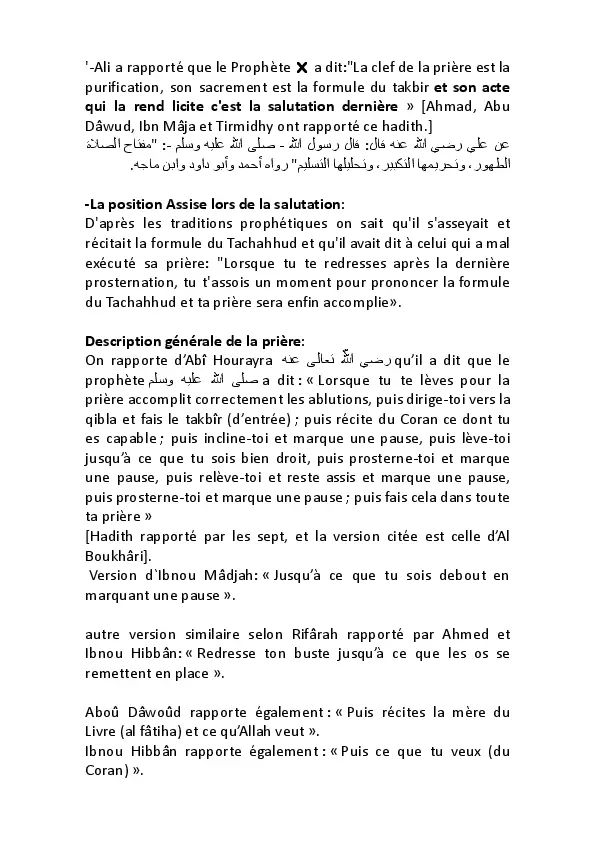 '-Ali a rapporté que le Prophète ✗ a dit:"La clef de la prière est la
purification, son sacrement est la formule du takbir et son acte
qui la rend licite c'est la salutation dernière » [Ahmad, Abu
Dâwud, Ibn Mâja et Tirmidhy ont rapporté ce hadith.]
عن علي رضي الله عنه قال: قال رسول الله - صلى الله عليه وسلم -: "مفتاح الصلاة
الطهور، وتحريمها التكبير، وتحليلها التسليم" رواه أحمد وأبو داود وابن ماجه.
-La position Assise lors de la salutation:
D'après les traditions prophétiques on sait qu'il s'asseyait et
récitait la formule du Tachahhud et qu'il avait dit à celui qui a mal
exécuté sa prière: "Lorsque tu te redresses après la dernière
prosternation, tu t'assois un moment pour prononcer la formule
du Tachahhud et ta prière sera enfin accomplie».
Description générale de la prière:
On rapporte d’Abî Hourayra رضي الله تعالى عنه qu’il a dit que le
prophète صلى الله عليه وسلم a dit : « Lorsque tu te lèves pour la
prière accomplit correctement les ablutions, puis dirige-toi vers la
qibla et fais le takbîr (d’entrée) ; puis récite du Coran ce dont tu
es capable ; puis incline-toi et marque une pause, puis lève-toi
jusqu’à ce que tu sois bien droit, puis prosterne-toi et marque
une pause, puis relève-toi et reste assis et marque une pause,
puis prosterne-toi et marque une pause ; puis fais cela dans toute
ta prière »
[Hadith rapporté par les sept, et la version citée est celle d’Al
Boukhâri].
Version d`Ibnou Mâdjah: « Jusqu’à ce que tu sois debout en
marquant une pause ».
autre version similaire selon Rifârah rapporté par Ahmed et
Ibnou Hibbân: « Redresse ton buste jusqu’à ce que les os se
remettent en place ».
Aboû Dâwoûd rapporte également : « Puis récites la mère du
Livre (al fâtiha) et ce qu’Allah veut ».
Ibnou Hibbân rapporte également : « Puis ce que tu veux (du
Coran) ».